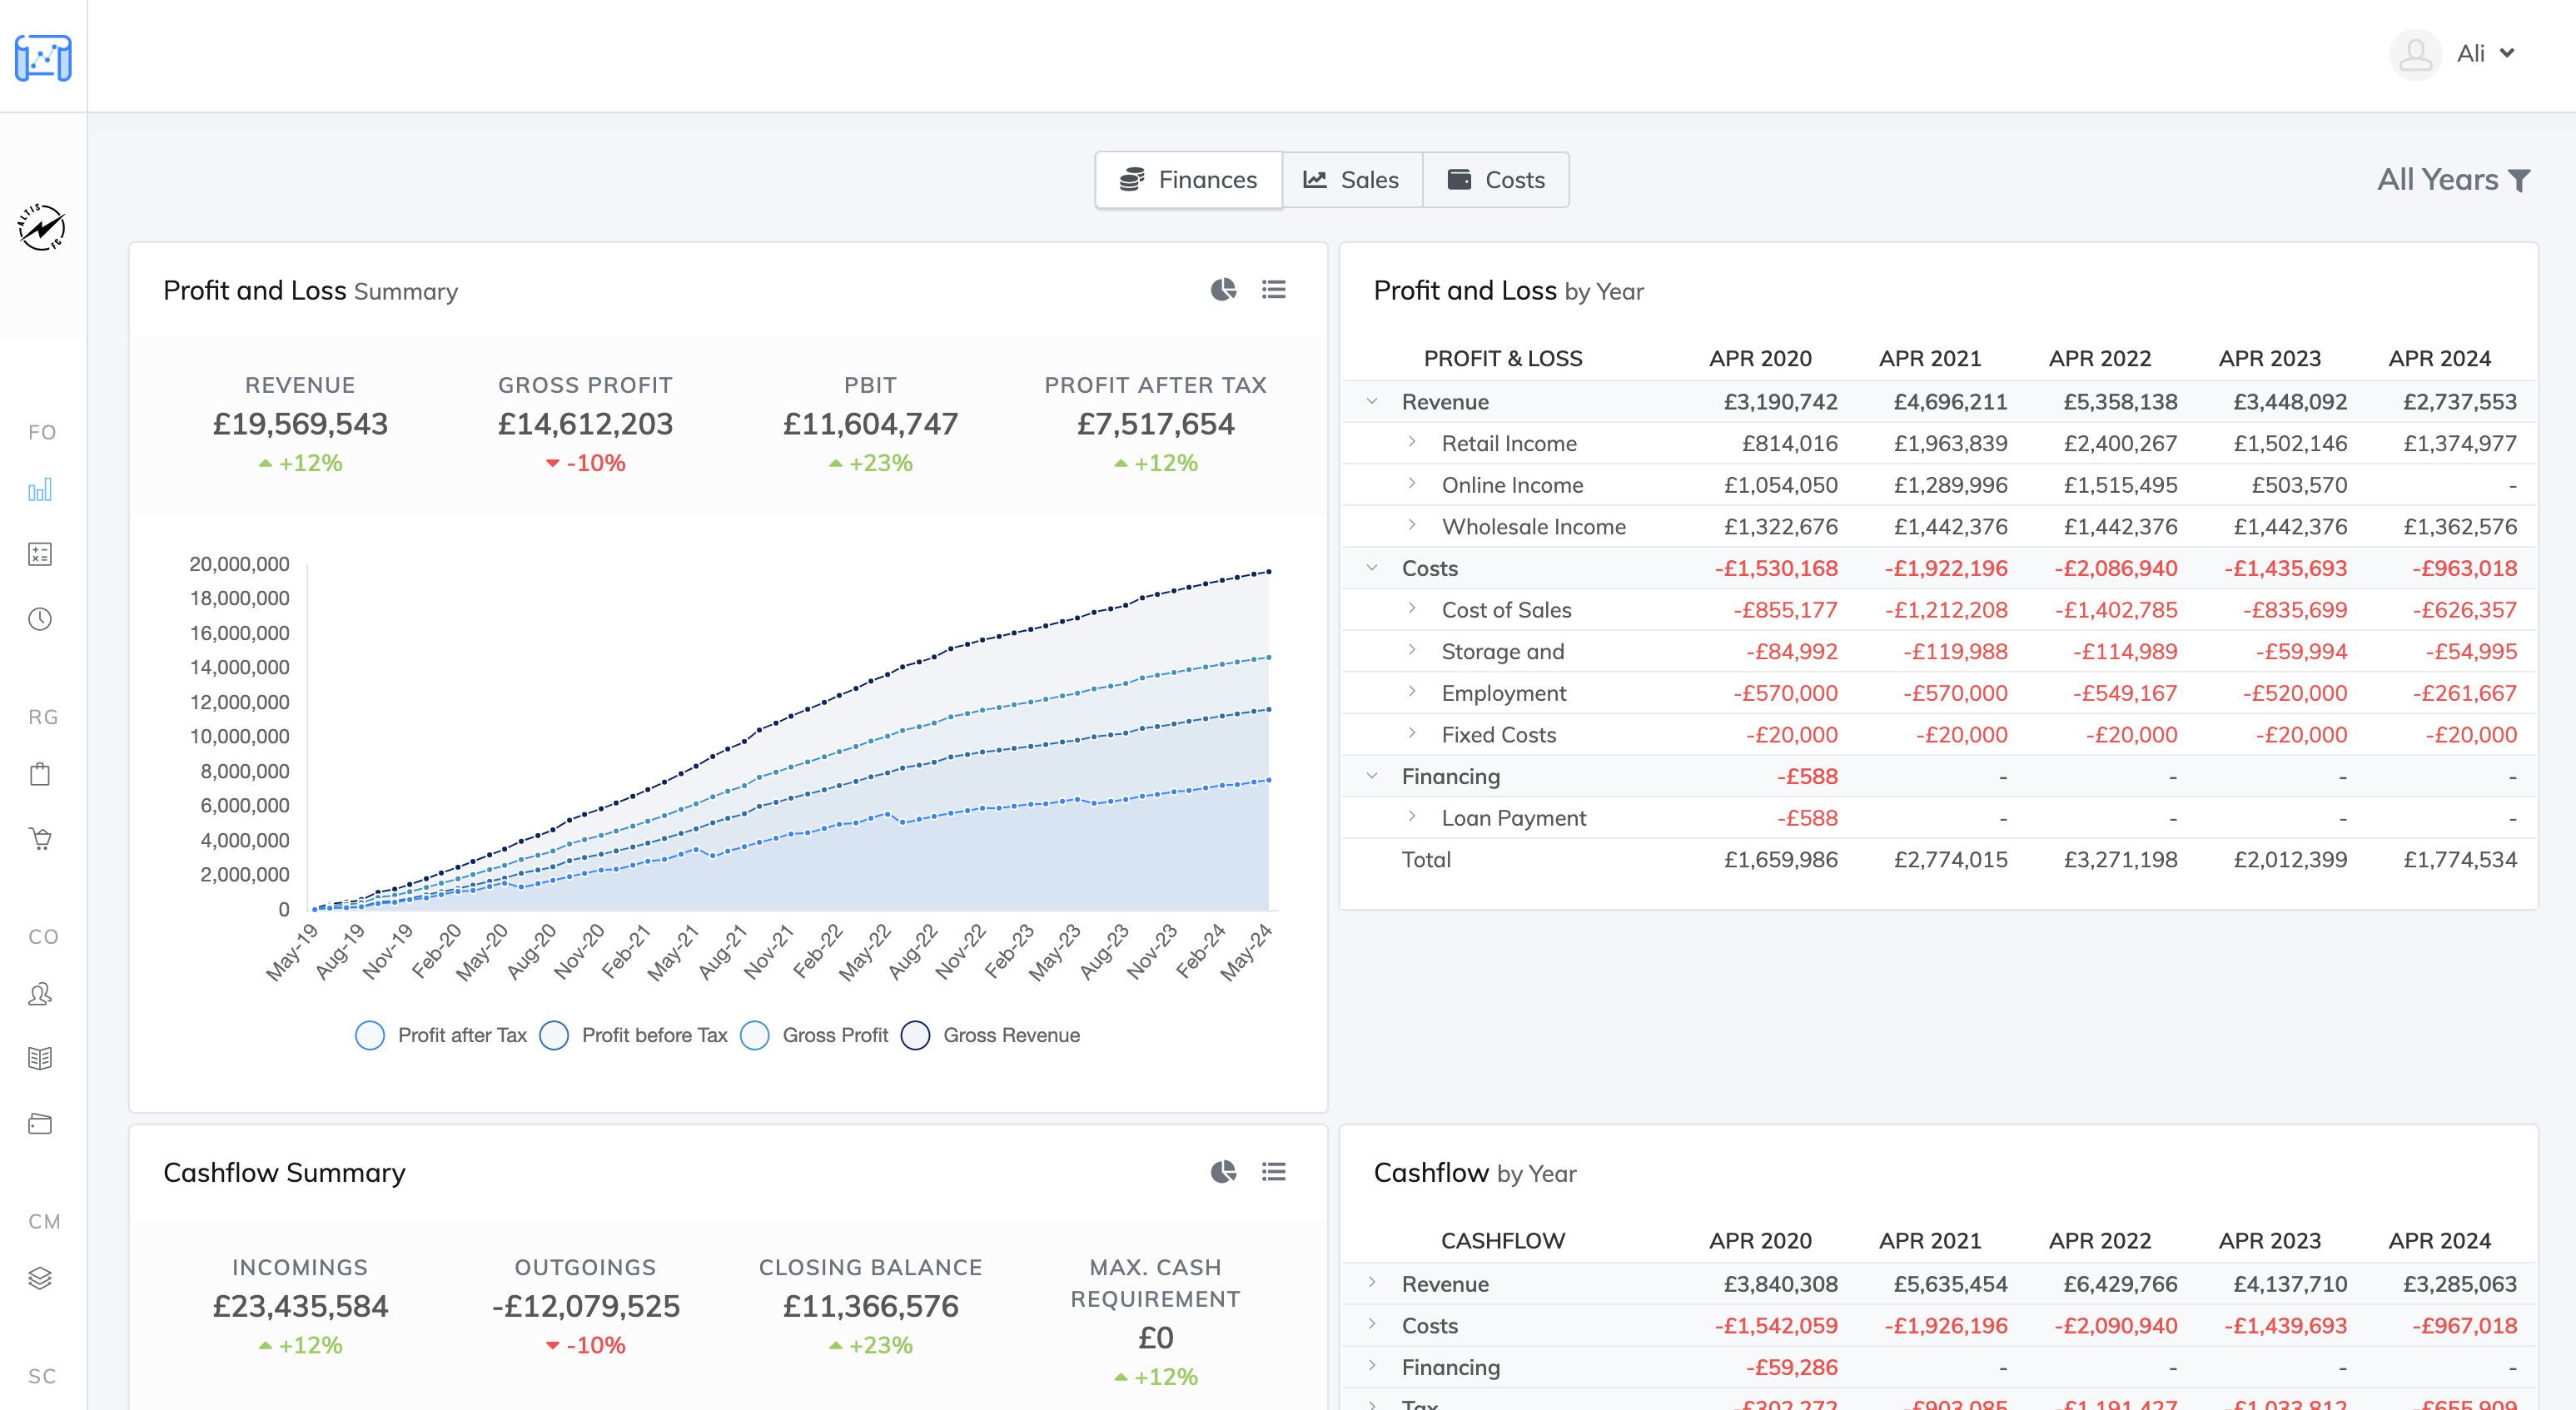 Ali
ALTIS FC
FO
RG
CO
CM
SC
Finances Sales Costs
All Years
Profit and Loss Summary
REVENUE GROSS PROFIT PBIT PROFIT AFTER TAX
£19,569,543 £14,612,203 £11,604,747 £7,517,654
+12% -10% +23% +12%
20,000,000
18,000,000
16,000,000
14,000,000
12,000,000
10,000,000
8,000,000
6,000,000
4,000,000
2,000,000
0
May-19 Aug-19 Nov-19 Feb-20 May-20 Aug-20 Nov-20 Feb-21 May-21 Aug-21 Nov-21 Feb-22 May-22 Aug-22 Nov-22 Feb-23 May-23 Aug-23 Nov-23 Feb-24 May-24
Profit after Tax Profit before Tax Gross Profit Gross Revenue
Profit and Loss by Year
PROFIT & LOSS APR 2020 APR 2021 APR 2022 APR 2023 APR 2024
Revenue £3,190,742 £4,696,211 £5,358,138 £3,448,092 £2,737,553
Retail Income £814,016 £1,963,839 £2,400,267 £1,502,146 £1,374,977
Online Income £1,054,050 £1,289,996 £1,515,495 £503,570 -
Wholesale Income £1,322,676 £1,442,376 £1,442,376 £1,442,376 £1,362,576
Costs -£1,530,168 -£1,922,196 -£2,086,940 -£1,435,693 -£963,018
Cost of Sales -£855,177 -£1,212,208 -£1,402,785 -£835,699 -£626,357
Storage and -£84,992 -£119,988 -£114,989 -£59,994 -£54,995
Employment -£570,000 -£570,000 -£549,167 -£520,000 -£261,667
Fixed Costs -£20,000 -£20,000 -£20,000 -£20,000 -£20,000
Financing -£588 - - - -
Loan Payment -£588 - - - -
Total £1,659,986 £2,774,015 £3,271,198 £2,012,399 £1,774,534
Cashflow Summary
INCOMINGS OUTGOINGS CLOSING BALANCE MAX. CASH REQUIREMENT
£23,435,584 -£12,079,525 £11,366,576 £0
+12% -10% +23% +12%
Cashflow by Year
CASHFLOW APR 2020 APR 2021 APR 2022 APR 2023 APR 2024
Revenue £3,840,308 £5,635,454 £6,429,766 £4,137,710 £3,285,063
Costs -£1,542,059 -£1,926,196 -£2,090,940 -£1,439,693 -£967,018
Financing -£59,286 - - - -
Tax -£302,272 -£903,085 -£1,191,427 -£1,033,812 -£655,909